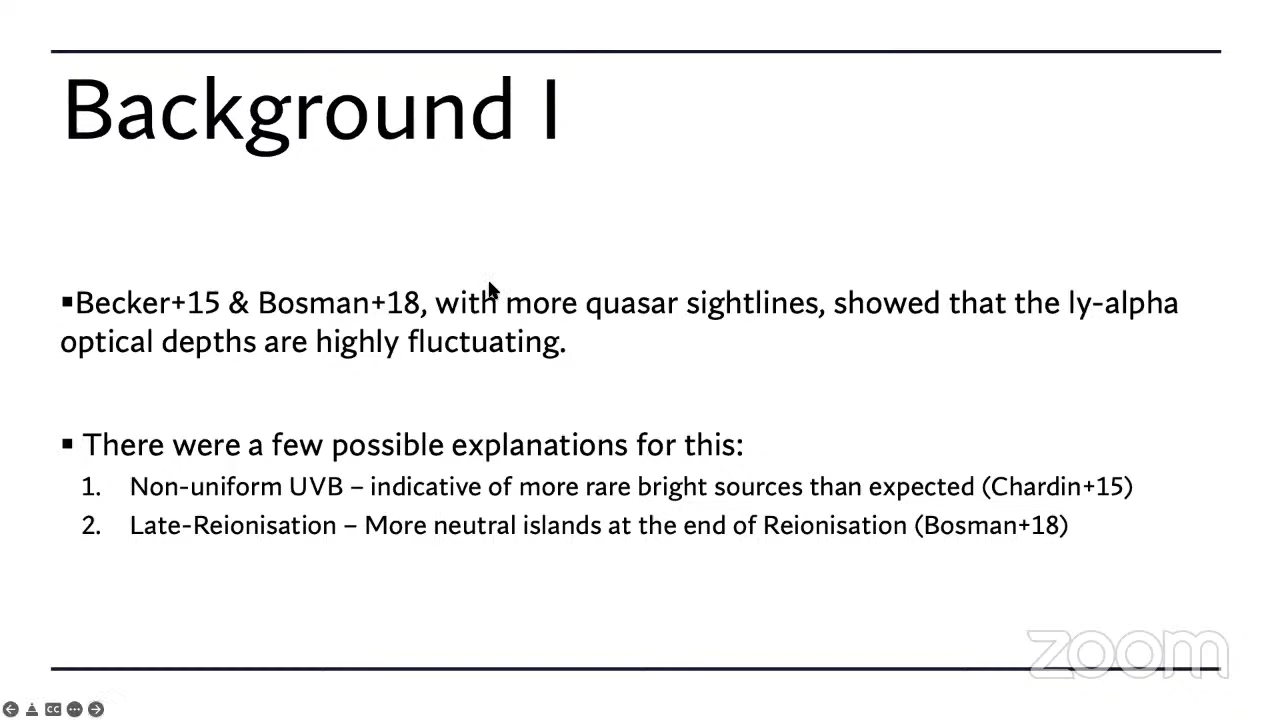 Background I
▪Becker+15 & Bosman+18, with more quasar sightlines, showed that the ly-alpha
optical depths are highly fluctuating.
▪ There were a few possible explanations for this:
1. Non-uniform UVB – indicative of more rare bright sources than expected (Chardin+15)
2. Late-Reionisation – More neutral islands at the end of Reionisation (Bosman+18)
zoom
CC